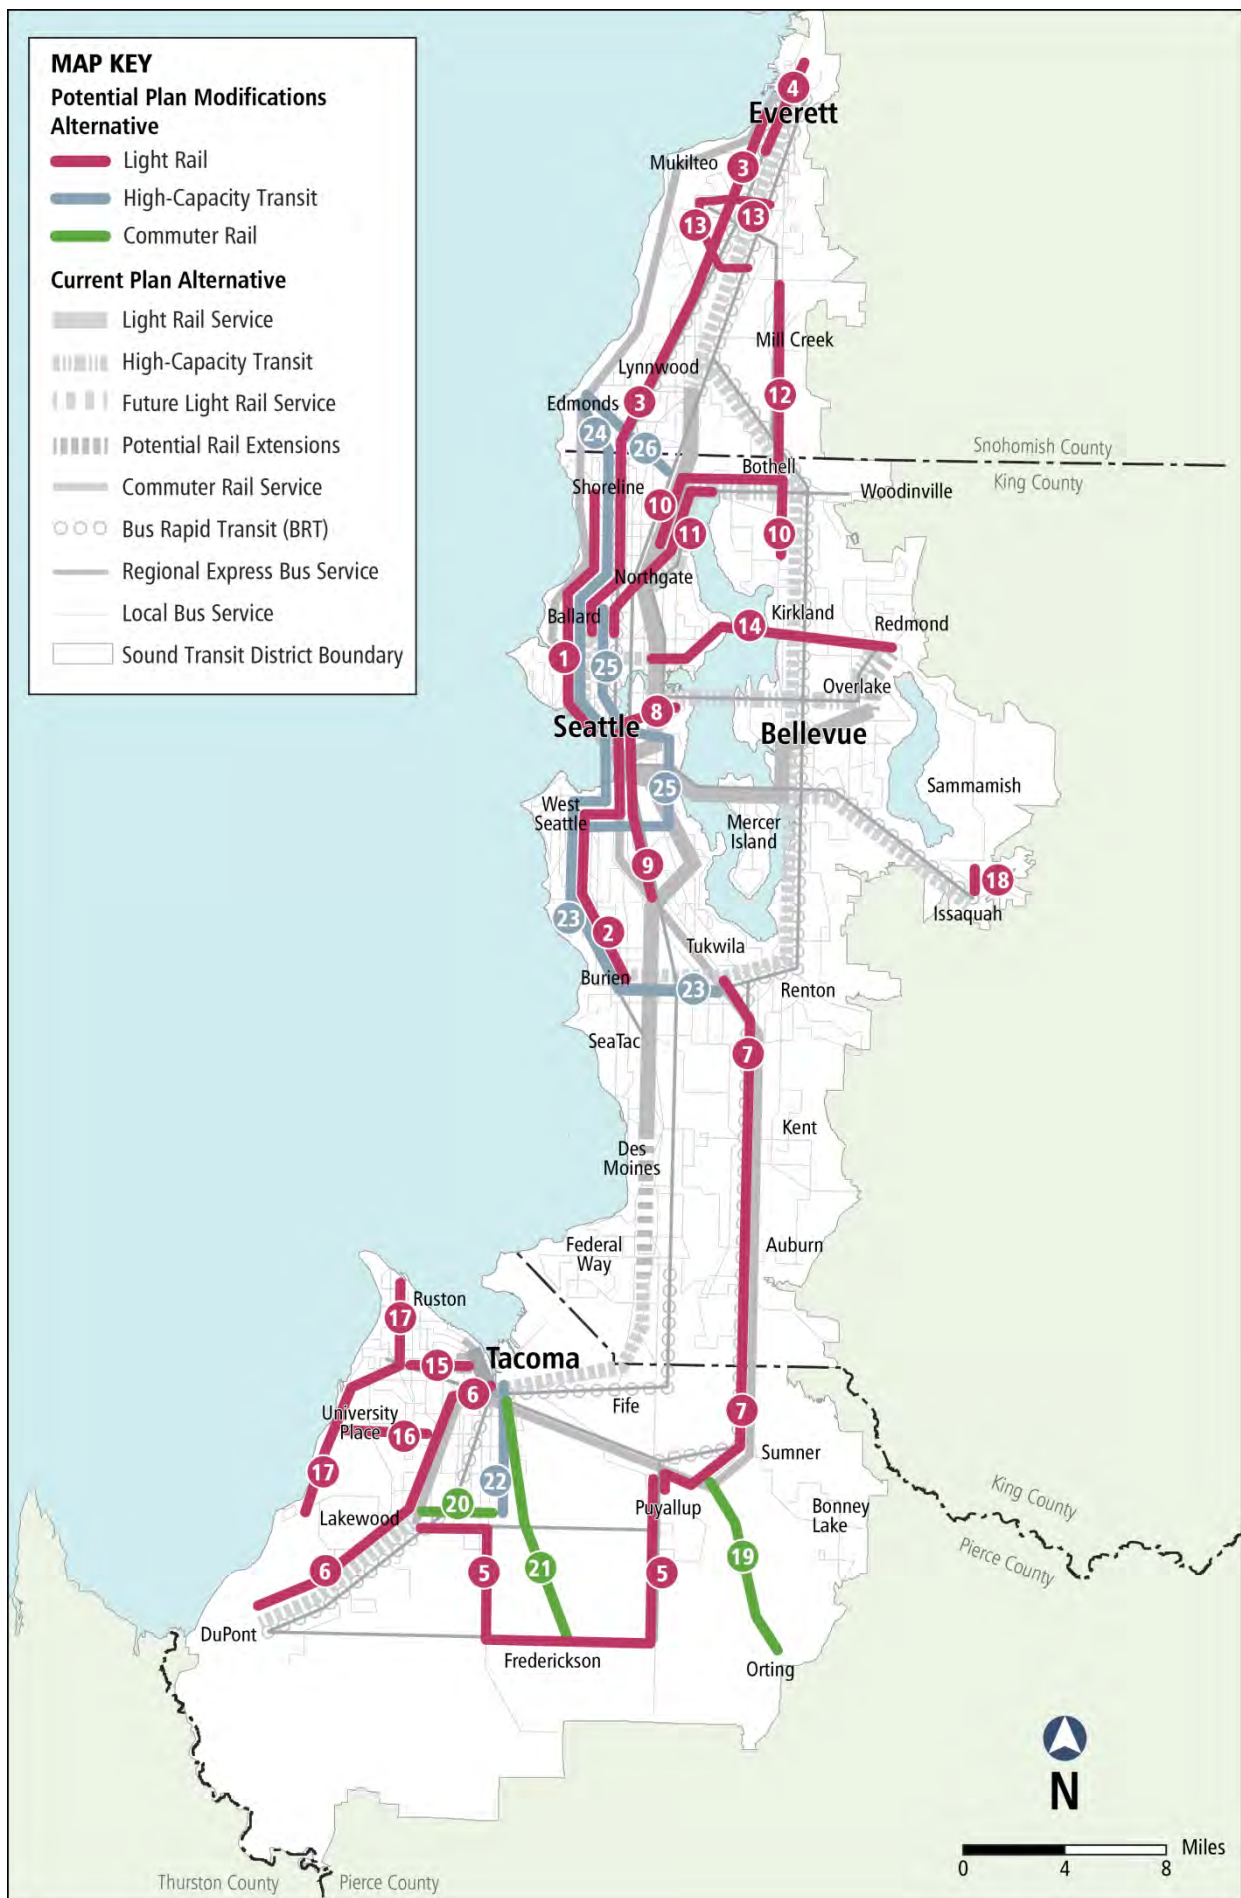 MAP KEY
Potential Plan Modifications
Alternative
Light Rail
High-Capacity Transit
Commuter Rail
Current Plan Alternative
Light Rail Service
High-Capacity Transit
Future Light Rail Service
Potential Rail Extensions
Commuter Rail Service
Bus Rapid Transit (BRT)
Regional Express Bus Service
Local Bus Service
Sound Transit District Boundary
4
Everett
Mukilteo
3
13
13
Mill Creek
Lynnwood
12
Edmonds
3
24
26
Snohomish County
Bothell
King County
Shoreline
Woodinville
10
11
10
Northgate
Ballard
Kirkland
14
Redmond
1
25
Overlake
8
Seattle
Bellevue
25
Sammamish
West
Seattle
Mercer
Island
9
18
Issaquah
23
2
Tukwila
Burien
23
Renton
SeaTac
7
Kent
Des
Moines
Federal
Way
Auburn
Ruston
17
15
Tacoma
6
Fife
University
Place
16
7
Sumner
17
22
King County
20
Lakewood
Puyallup
Bonney
Lake
Pierce County
19
6
5
21
5
DuPont
Frederickson
Orting
N
Miles
0
4
8
Thurston County
Pierce County